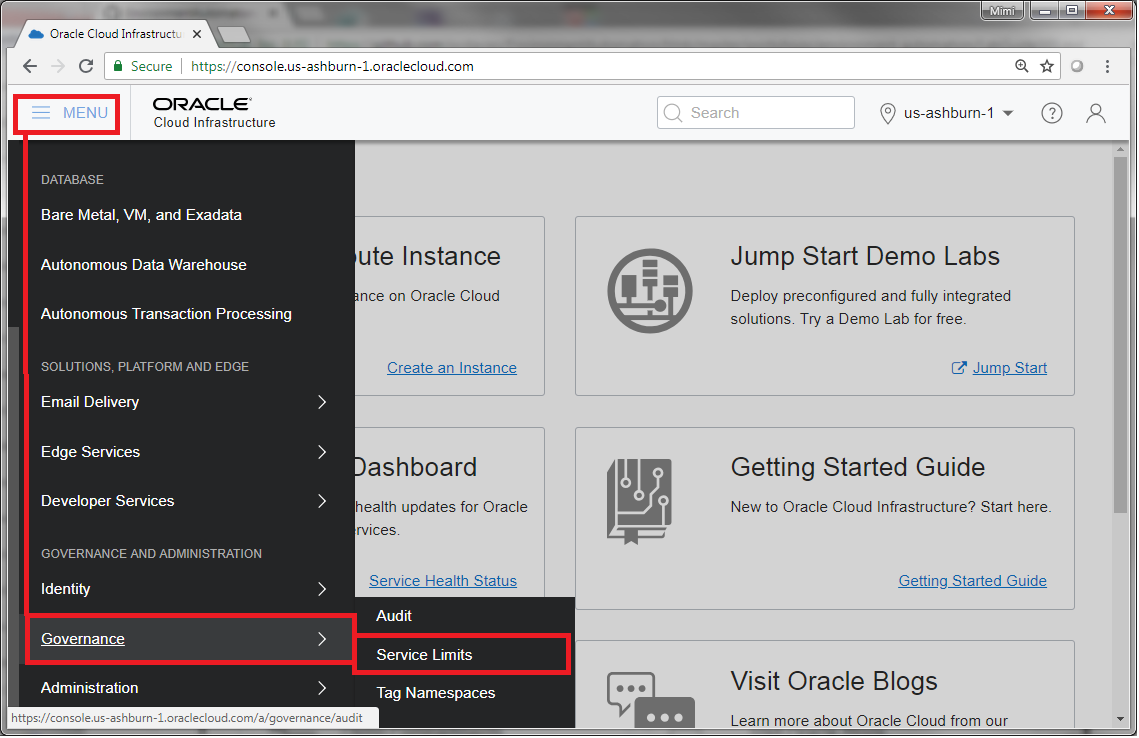 Mimi
Oracle Cloud Infrastructu
Secure
https://console.us-ashburn-1.oraclecloud.com
MENU
ORACLE
Cloud Infrastructure
Search
us-ashburn-1
DATABASE
Bare Metal, VM, and Exadata
Autonomous Data Warehouse
Autonomous Transaction Processing
SOLUTIONS, PLATFORM AND EDGE
Email Delivery
Edge Services
Developer Services
GOVERNANCE AND ADMINISTRATION
Identity
Governance
Administration
Audit
Service Limits
Tag Namespaces
ute Instance
ance on Oracle Cloud
Create an Instance
Jump Start Demo Labs
Deploy preconfigured and fully integrated
solutions. Try a Demo Lab for free.
Jump Start
Dashboard
health updates for Oracle
rvices.
Service Health Status
Getting Started Guide
New to Oracle Cloud Infrastructure? Start here.
Getting Started Guide
Visit Oracle Blogs
Learn more about Oracle Cloud from our
https://console.us-ashburn-1.oraclecloud.com/a/governance/audit